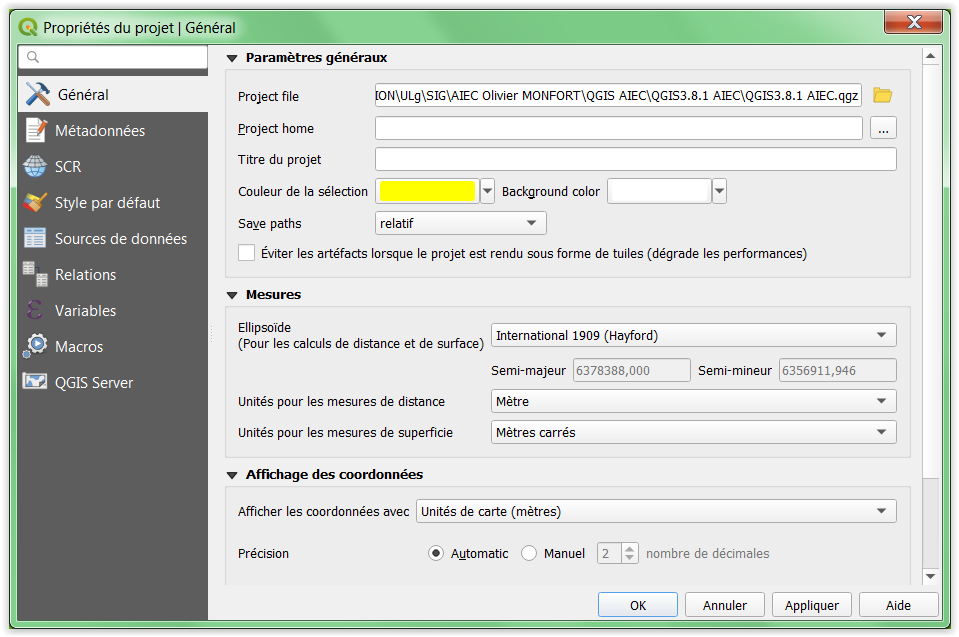 Propriétés du projet | Général
Général
Métadonnées
SCR
Style par défaut
Sources de données
Relations
Variables
Macros
QGIS Server
Paramètres généraux
Project file ION\ULg\SIG\AIEC Olivier MONFORT\QGIS AIEC\QGIS3.8.1 AIEC\QGIS3.8.1 AIEC.qgz
Project home ...
Titre du projet
Couleur de la sélection Background color
Save paths relatif
Éviter les artéfacts lorsque le projet est rendu sous forme de tuiles (dégrade les performances)
Mesures
Ellipsoïde
(Pour les calculs de distance et de surface) International 1909 (Hayford)
Semi-majeur 6378388,000 Semi-mineur 6356911,946
Unités pour les mesures de distance Mètre
Unités pour les mesures de superficie Mètres carrés
Affichage des coordonnées
Afficher les coordonnées avec Unités de carte (mètres)
Précision Automatic Manuel 2 nombre de décimales
OK Annuler Appliquer Aide